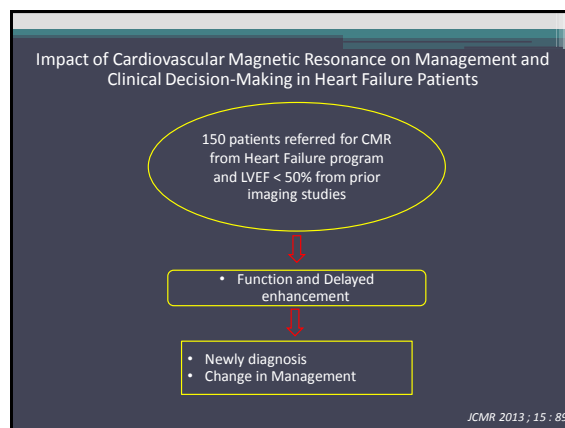 Impact of Cardiovascular Magnetic Resonance on Management and
Clinical Decision-Making in Heart Failure Patients
150 patients referred for CMR
from Heart Failure program
and LVEF < 50% from prior
imaging studies
• Function and Delayed
enhancement
• Newly diagnosis
• Change in Management
JCMR 2013 ; 15 : 89